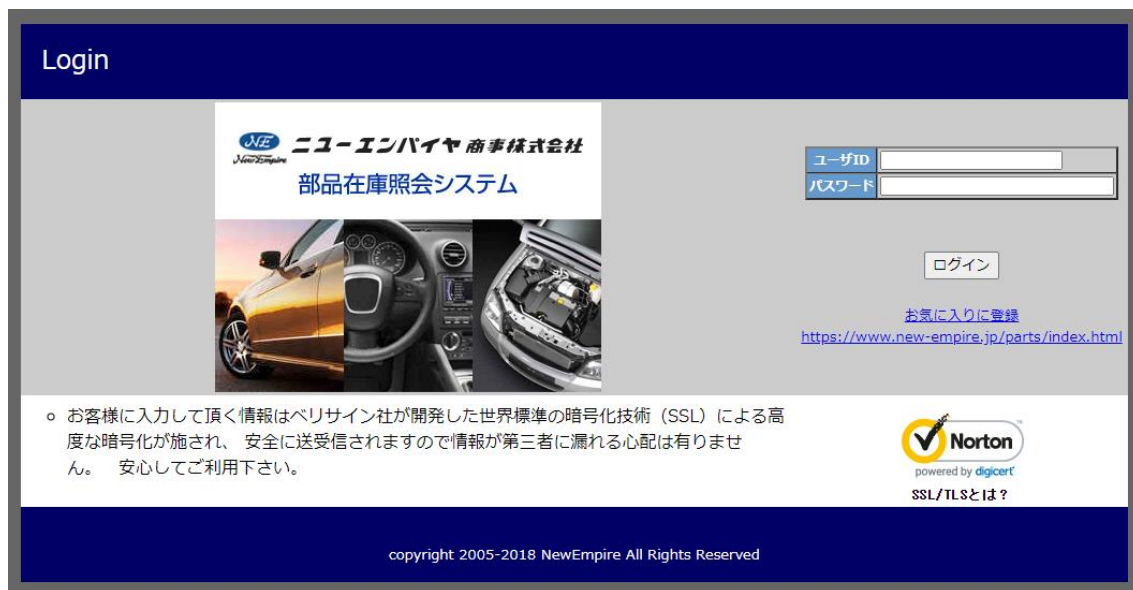 Login
NE
NewEmpire
ニューエンパイヤ 商事株式会社
部品在庫照会システム
ユーザID
パスワード
ログイン
お気に入りに登録
https://www.new-empire.jp/parts/index.html
お客様に入力して頂く情報はベリサイン社が開発した世界標準の暗号化技術(SSL)による高
度な暗号化が施され、 安全に送受信されますので情報が第三者に漏れる心配は有りませ
ん。　安心してご利用下さい。
Norton
powered by digicert
SSL/TLSとは?
copyright 2005-2018 NewEmpire All Rights Reserved